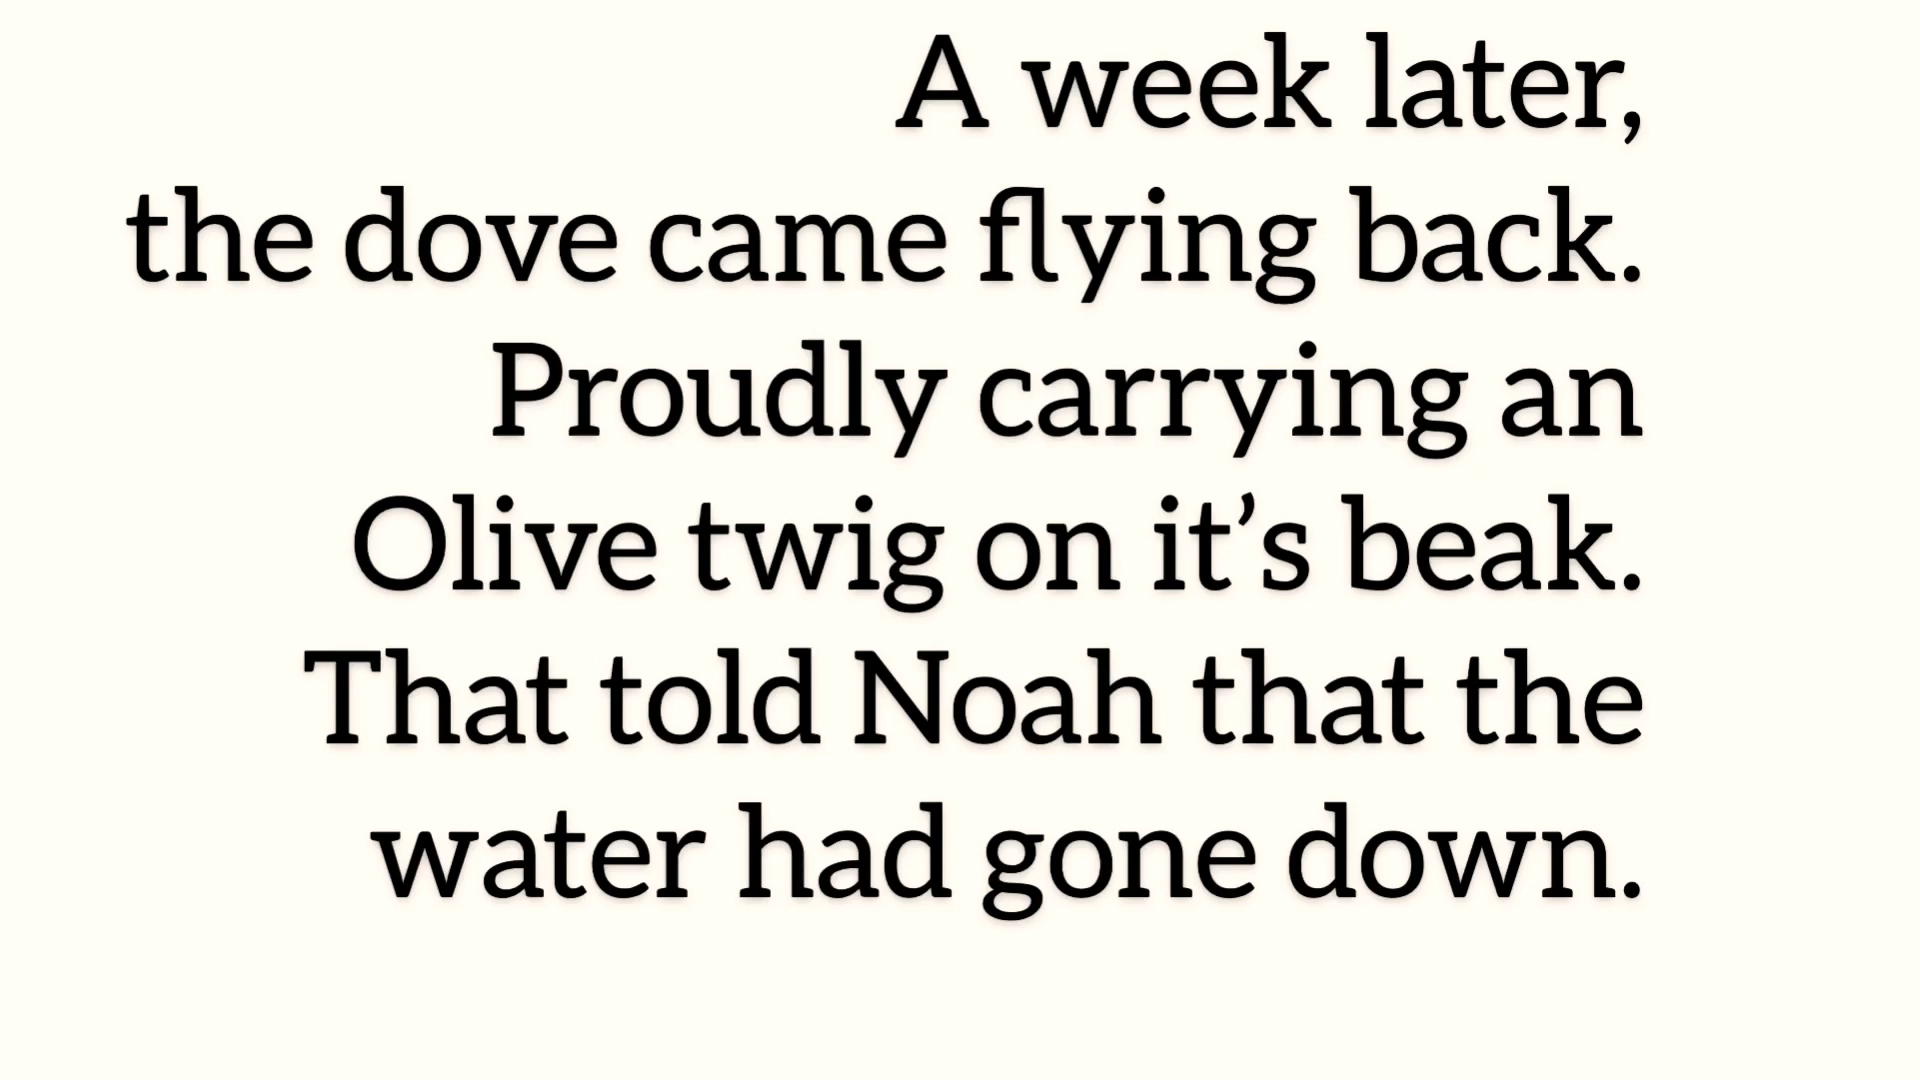 A week later,
the dove came flying back.
Proudly carrying an
Olive twig on it’s beak.
That told Noah that the
water had gone down.